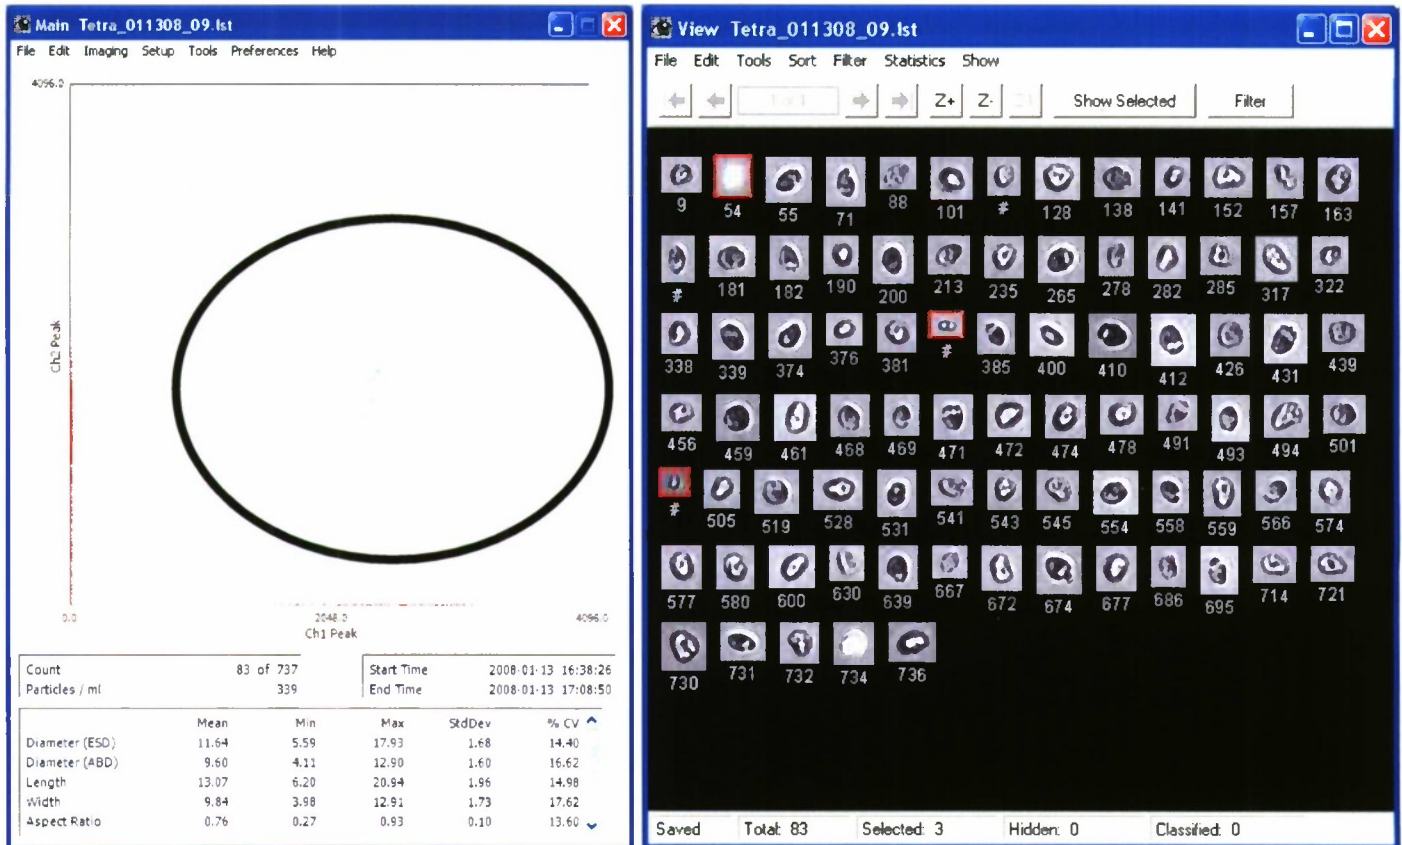 Main Tetra_011308_09.lst
File Edit Imaging Setup Tools Preferences Help
4096.0
Ch2 Peak
0.0 2048.0 4096.0
Ch1 Peak
Count 83 of 737
Particles / ml 339
Start Time 2008-01-13 16:38:26
End Time 2008-01-13 17:08:50
Mean Min Max StdDev % CV
Diameter (ESD) 11.64 5.59 17.93 1.68 14.40
Diameter (ABD) 9.60 4.11 12.90 1.60 16.62
Length 13.07 6.20 20.94 1.96 14.98
Width 9.84 3.98 12.91 1.73 17.62
Aspect Ratio 0.76 0.27 0.93 0.10 13.60
View Tetra_011308_09.lst
File Edit Tools Sort Filter Statistics Show
Z+ Z- Show Selected Filter
9 54 55 71 88 101 # 128 138 141 152 157 163
# 181 182 190 200 213 235 265 278 282 285 317 322
338 339 374 376 381 # 385 400 410 412 426 431 439
456 459 461 468 469 471 472 474 478 491 493 494 501
# 505 519 528 531 541 543 545 554 558 559 566 574
577 580 600 630 639 667 672 674 677 686 695 714 721
730 731 732 734 736
Saved Total: 83 Selected: 3 Hidden: 0 Classified: 0